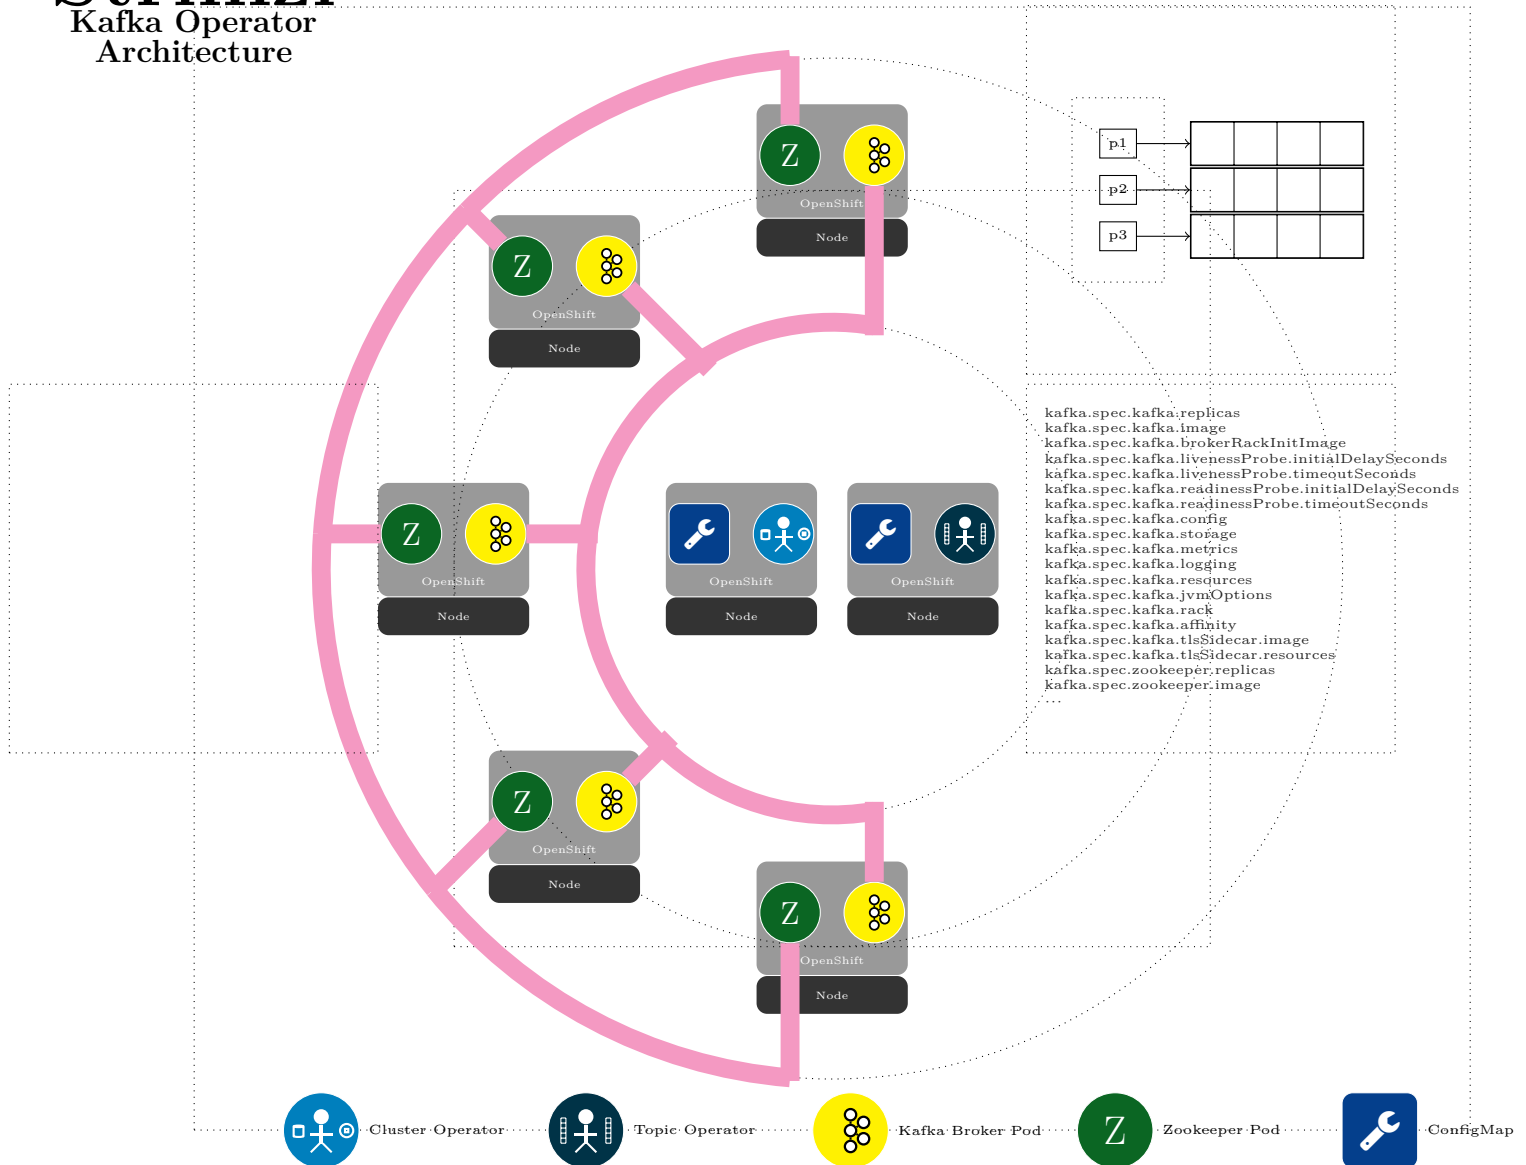 Strimzi
Kafka Operator
Architecture
Z
OpenShift
Node
p1
p2
p3
Z
OpenShift
Node
Z
OpenShift
Node
OpenShift
Node
OpenShift
Node
kafka.spec.kafka.replicas
kafka.spec.kafka.image
kafka.spec.kafka.brokerRackInitImage
kafka.spec.kafka.livenessProbe.initialDelaySeconds
kafka.spec.kafka.livenessProbe.timeoutSeconds
kafka.spec.kafka.readinessProbe.initialDelaySeconds
kafka.spec.kafka.readinessProbe.timeoutSeconds
kafka.spec.kafka.config
kafka.spec.kafka.storage
kafka.spec.kafka.metrics
kafka.spec.kafka.logging
kafka.spec.kafka.resources
kafka.spec.kafka.jvmOptions
kafka.spec.kafka.rack
kafka.spec.kafka.affinity
kafka.spec.kafka.tlsSidecar.image
kafka.spec.kafka.tlsSidecar.resources
kafka.spec.zookeeper.replicas
kafka.spec.zookeeper.image
...
Z
OpenShift
Node
Z
OpenShift
Node
Cluster Operator
Topic Operator
Kafka Broker Pod
Z
Zookeeper Pod
ConfigMap